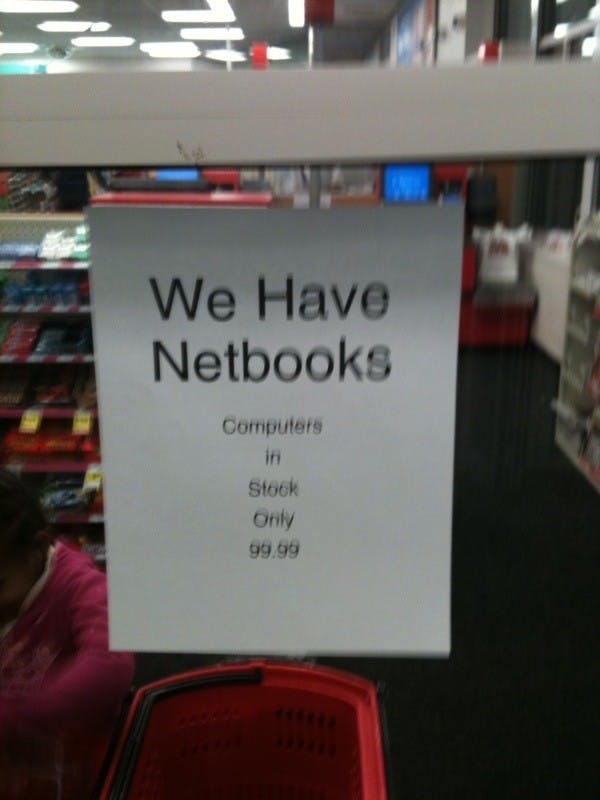 We Have
Netbooks
Computers
in
Stock
Only
99.99